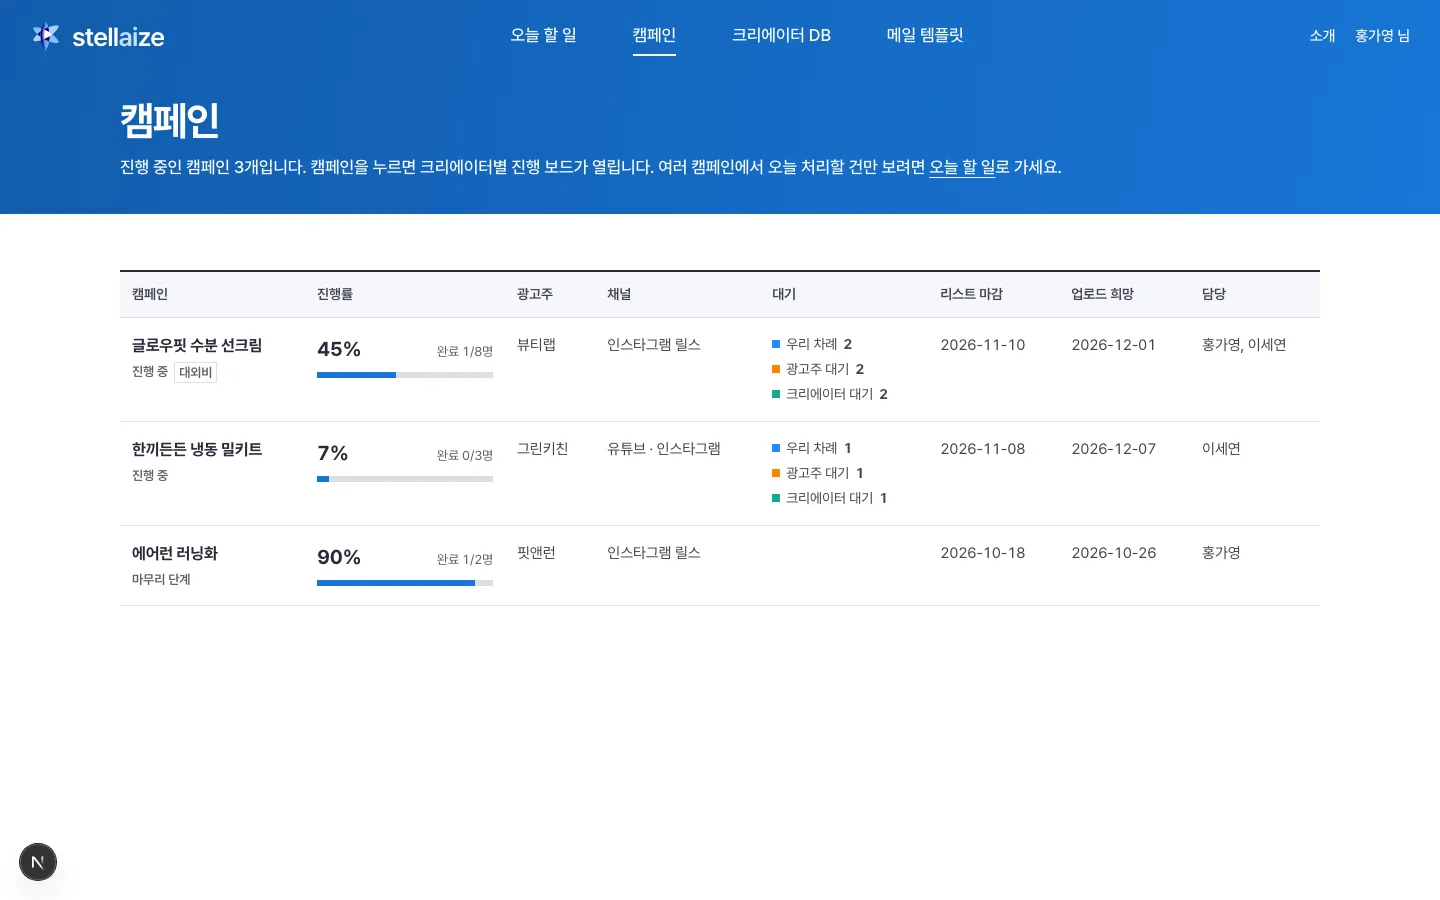 stellaize
오늘 할 일 캠페인 크리에이터 DB 메일 템플릿
소개 홍가영 님
캠페인
진행 중인 캠페인 3개입니다. 캠페인을 누르면 크리에이터별 진행 보드가 열립니다. 여러 캠페인에서 오늘 처리할 건만 보려면 오늘 할 일로 가세요.
캠페인 진행률 광고주 채널 대기 리스트 마감 업로드 희망 담당
글로우핏 수분 선크림
진행 중 대외비
45% 완료 1/8명
뷰티랩
인스타그램 릴스
우리 차례 2
광고주 대기 2
크리에이터 대기 2
2026-11-10
2026-12-01
홍가영, 이세연
한끼든든 냉동 밀키트
진행 중
7% 완료 0/3명
그린키친
유튜브 · 인스타그램
우리 차례 1
광고주 대기 1
크리에이터 대기 1
2026-11-08
2026-12-07
이세연
에어런 러닝화
마무리 단계
90% 완료 1/2명
핏앤런
인스타그램 릴스
2026-10-18
2026-10-26
홍가영
N